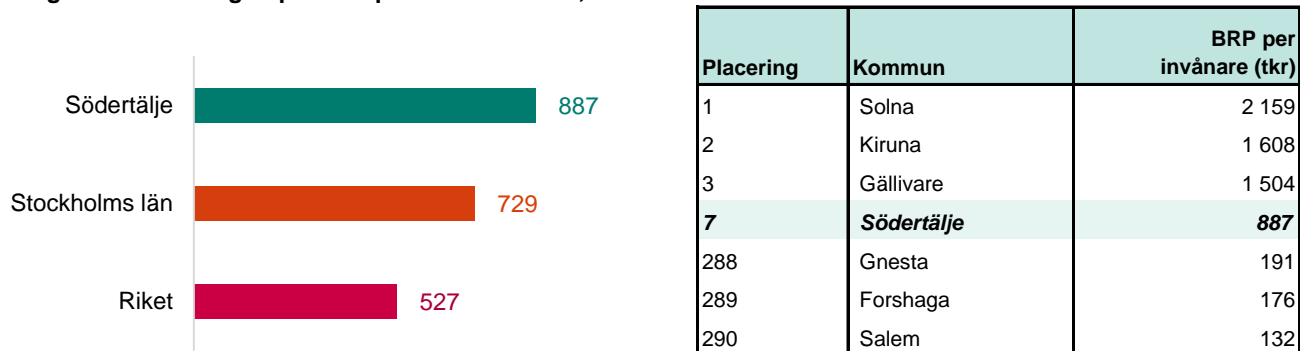 Södertälje 887
Stockholms län 729
Riket 527
Placering Kommun BRP per invånare (tkr)
1 Solna 2 159
2 Kiruna 1 608
3 Gällivare 1 504
7 Södertälje 887
288 Gnesta 191
289 Forshaga 176
290 Salem 132